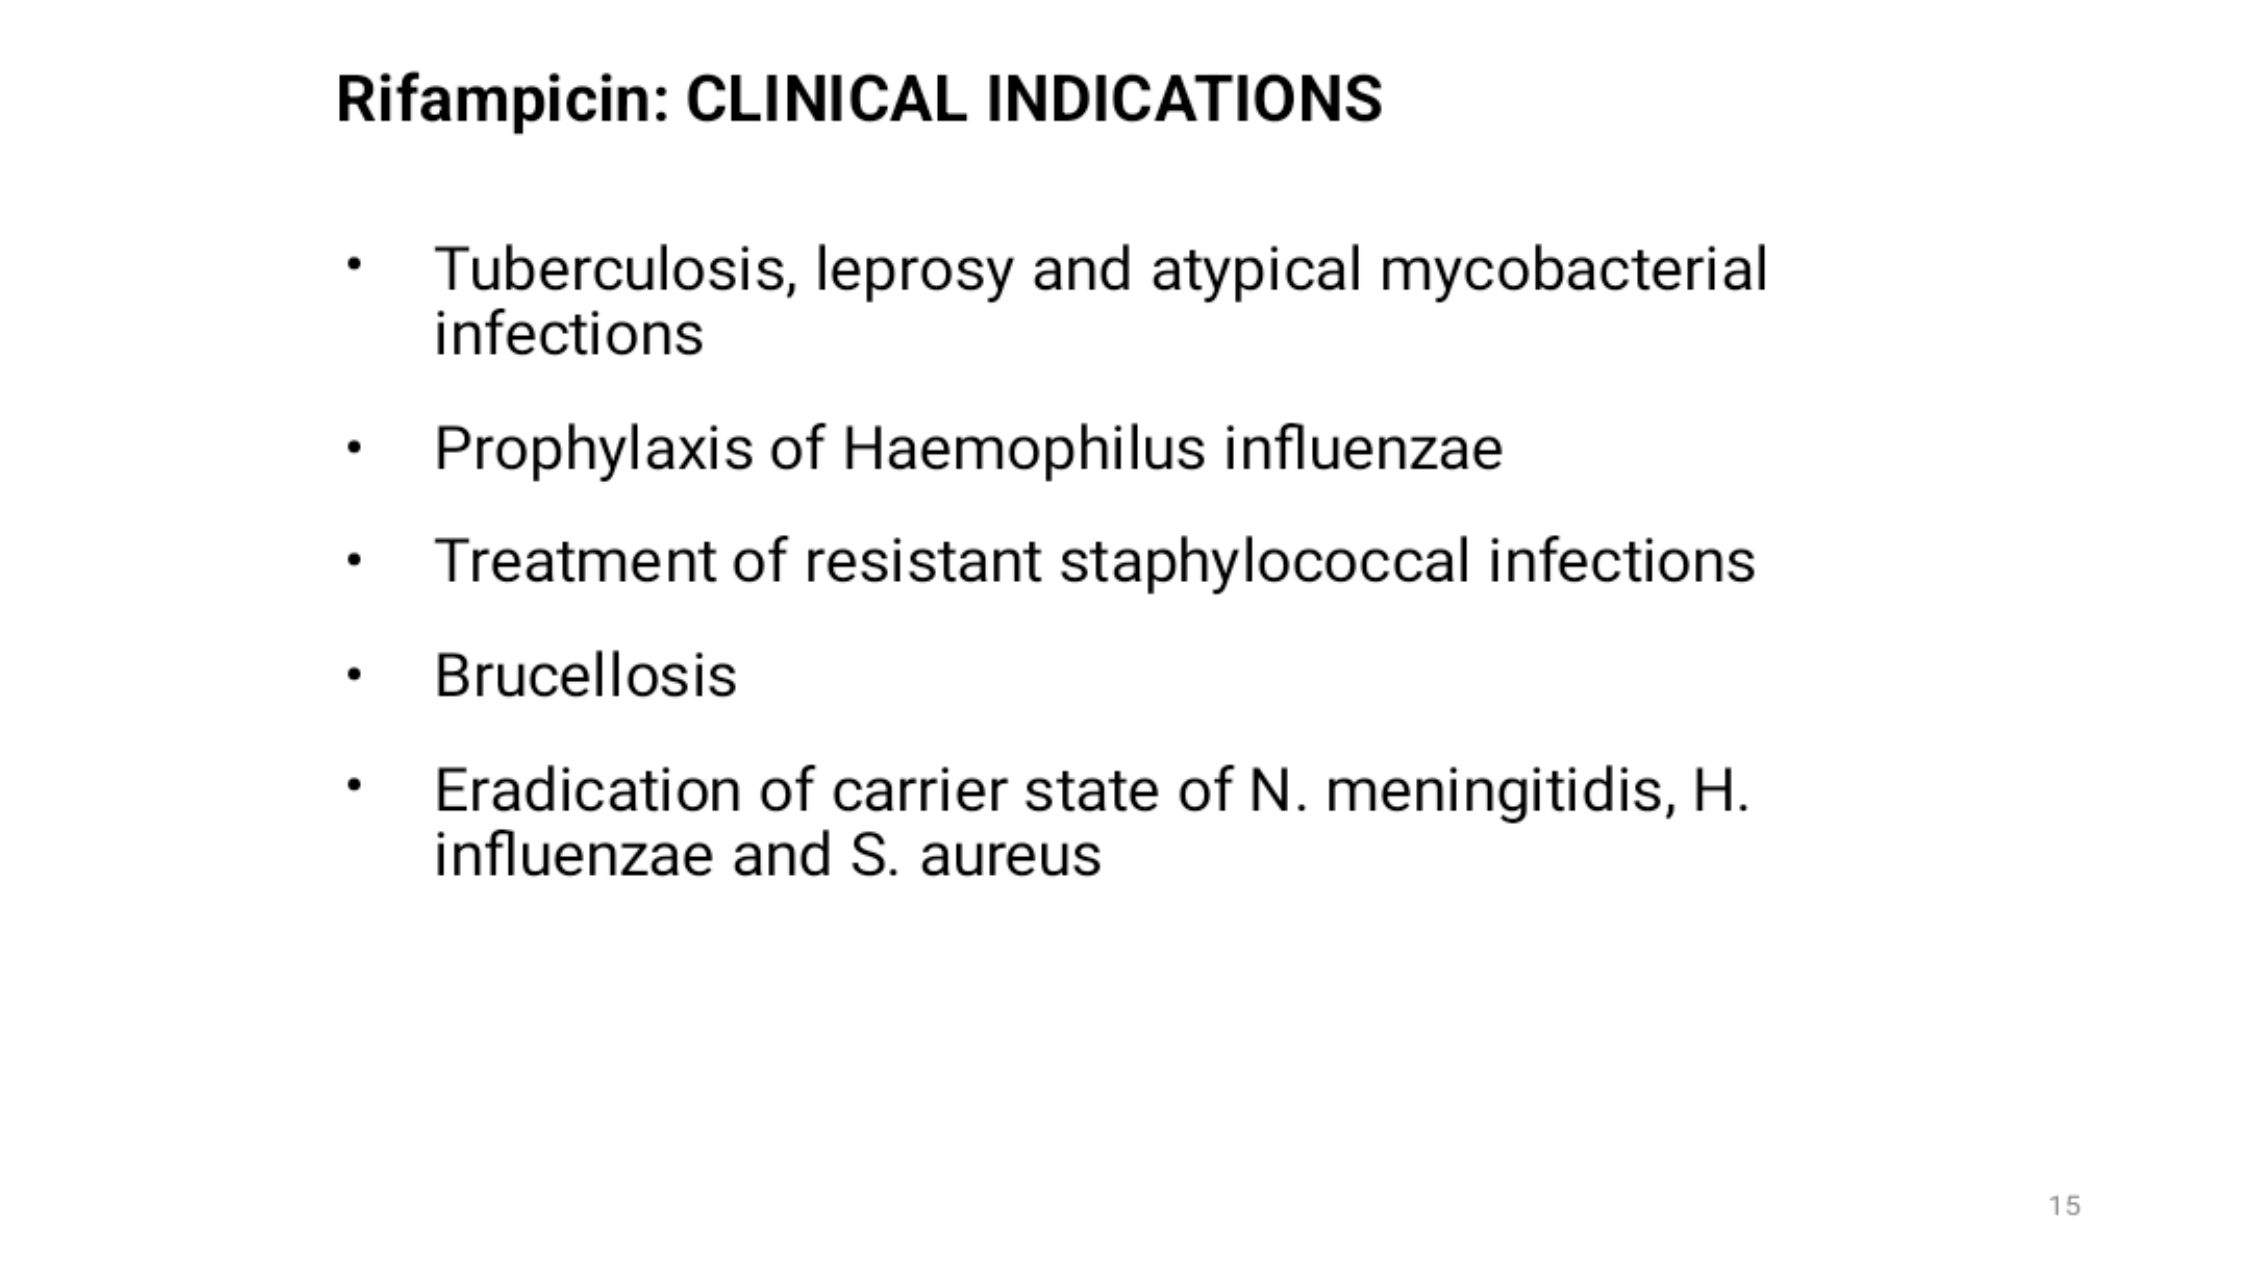 Rifampicin: CLINICAL INDICATIONS
• Tuberculosis, leprosy and atypical mycobacterial
infections
• Prophylaxis of Haemophilus influenzae
• Treatment of resistant staphylococcal infections
• Brucellosis
• Eradication of carrier state of N. meningitidis, H.
influenzae and S. aureus
15